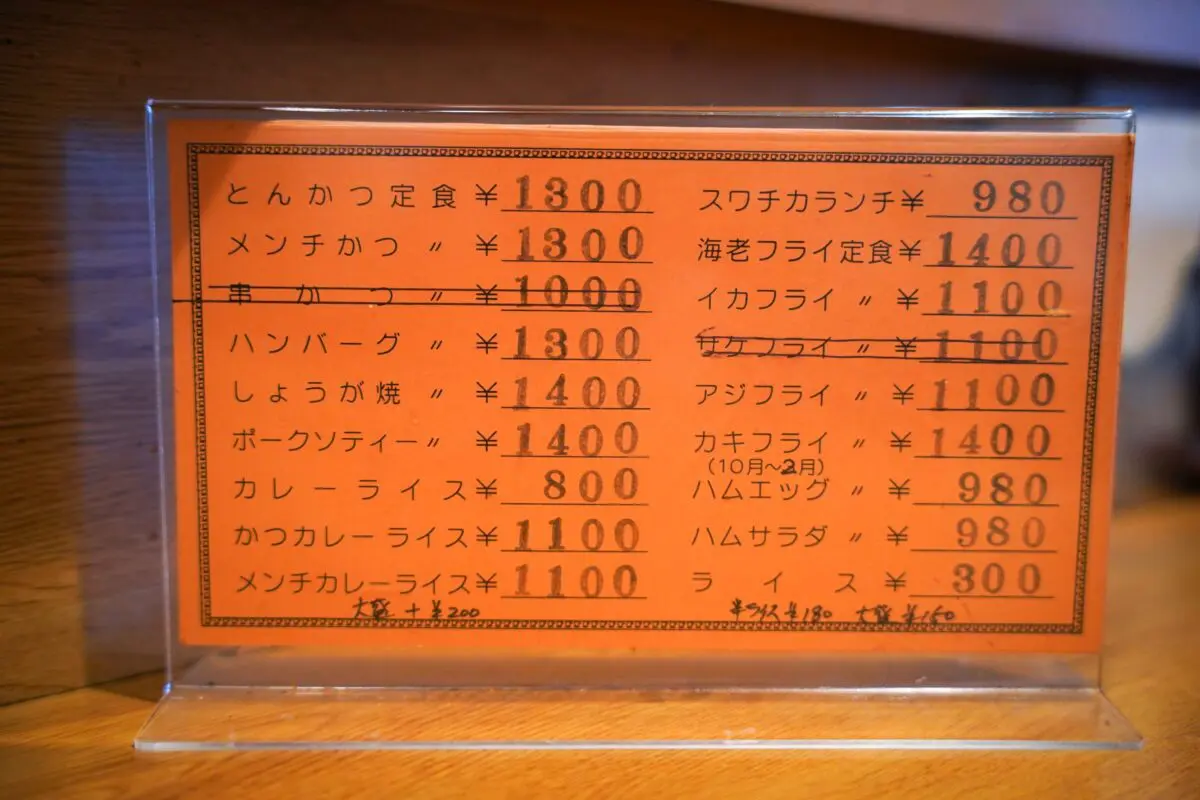 とんかつ定食 ¥ 1300
メンチかつ 〃 ¥ 1300
串かつ 〃 ¥ 1000
ハンバーグ 〃 ¥ 1300
しょうが焼 〃 ¥ 1400
ポークソティー〃 ¥ 1400
カレーライス ¥ 800
かつカレーライス ¥ 1100
メンチカレーライス ¥ 1100
大盛 + ¥200
スワチカランチ ¥ 980
海老フライ定食 ¥ 1400
イカフライ 〃 ¥ 1100
サケフライ 〃 ¥ 1100
アジフライ 〃 ¥ 1100
カキフライ 〃 ¥ 1400
(10月~2月)
ハムエッグ 〃 ¥ 980
ハムサラダ 〃 ¥ 980
ライス ¥ 300
半ライス ¥180 大盛 ¥150